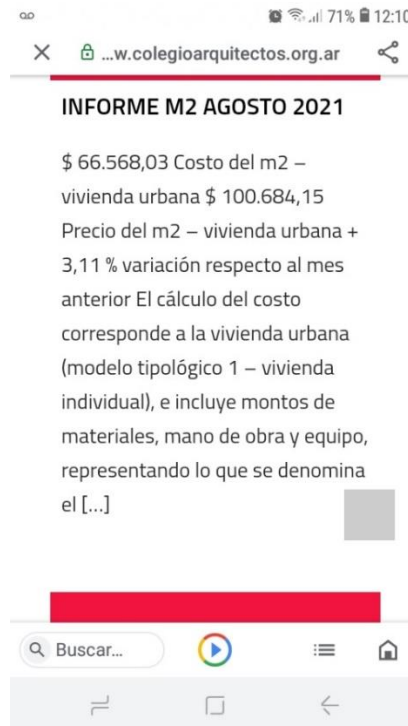 71% 12:10
...w.colegioarquitectos.org.ar
INFORME M2 AGOSTO 2021
$ 66.568,03 Costo del m2 –
vivienda urbana $ 100.684,15
Precio del m2 – vivienda urbana +
3,11 % variación respecto al mes
anterior El cálculo del costo
corresponde a la vivienda urbana
(modelo tipológico 1 – vivienda
individual), e incluye montos de
materiales, mano de obra y equipo,
representando lo que se denomina
el [...]
Buscar...